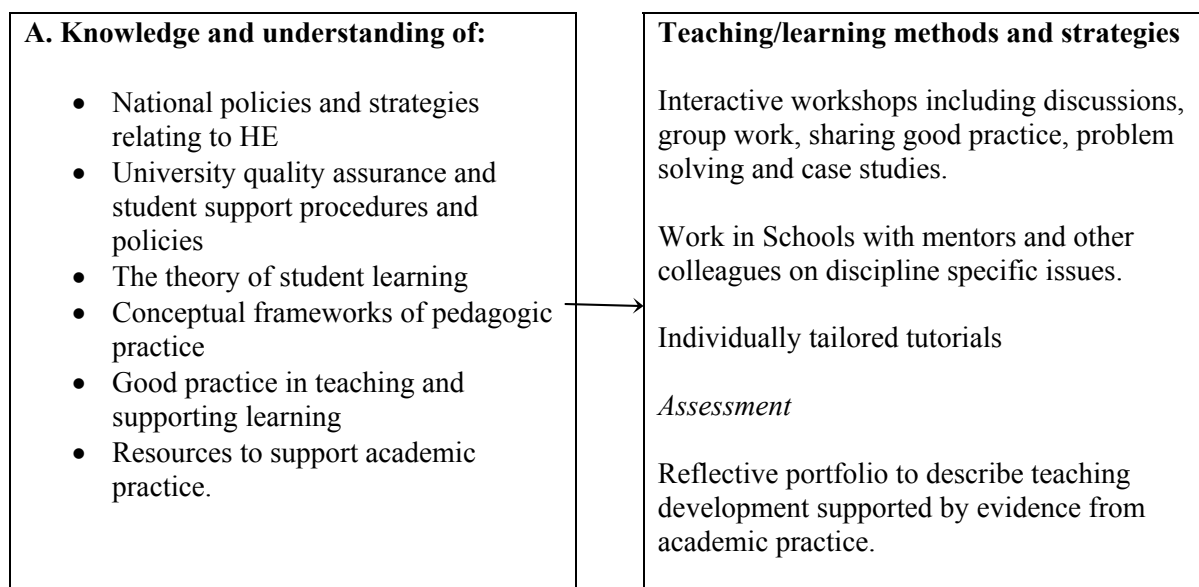 A. Knowledge and understanding of:
• National policies and strategies
relating to HE
• University quality assurance and
student support procedures and
policies
• The theory of student learning
• Conceptual frameworks of pedagogic
practice
• Good practice in teaching and
supporting learning
• Resources to support academic
practice.
Teaching/learning methods and strategies
Interactive workshops including discussions,
group work, sharing good practice, problem
solving and case studies.
Work in Schools with mentors and other
colleagues on discipline specific issues.
Individually tailored tutorials
Assessment
Reflective portfolio to describe teaching
development supported by evidence from
academic practice.